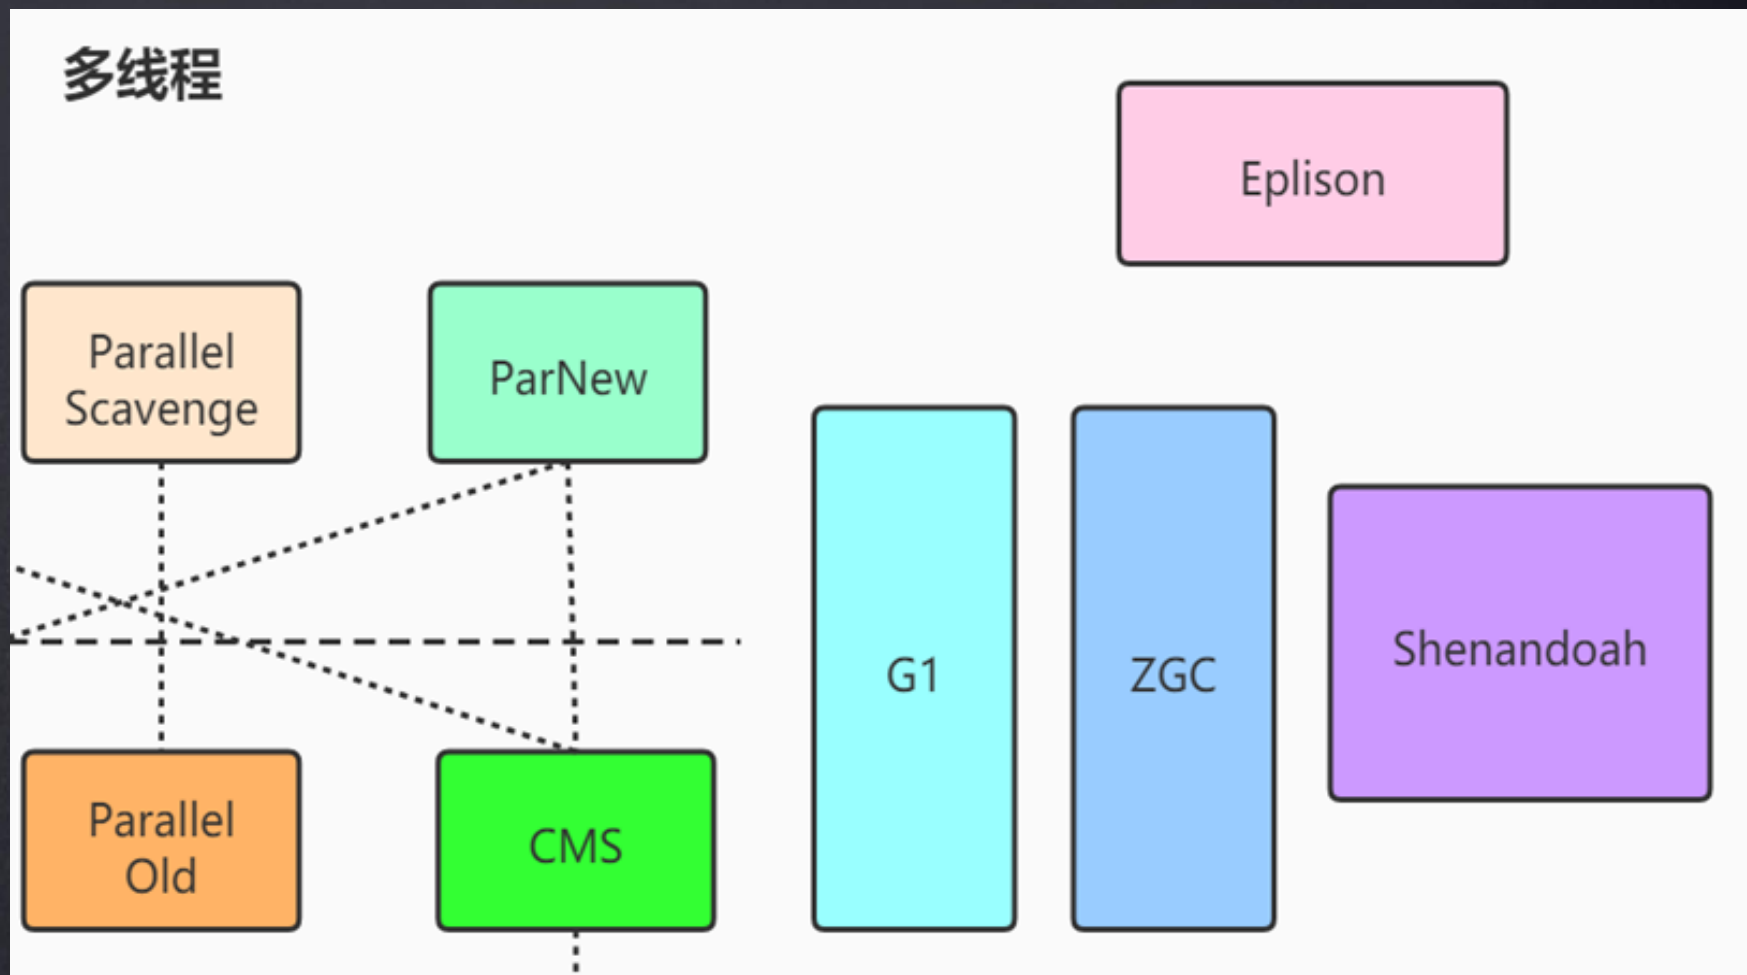 多线程
Eplison
Parallel
Scavenge
ParNew
G1
ZGC
Shenandoah
Parallel
Old
CMS